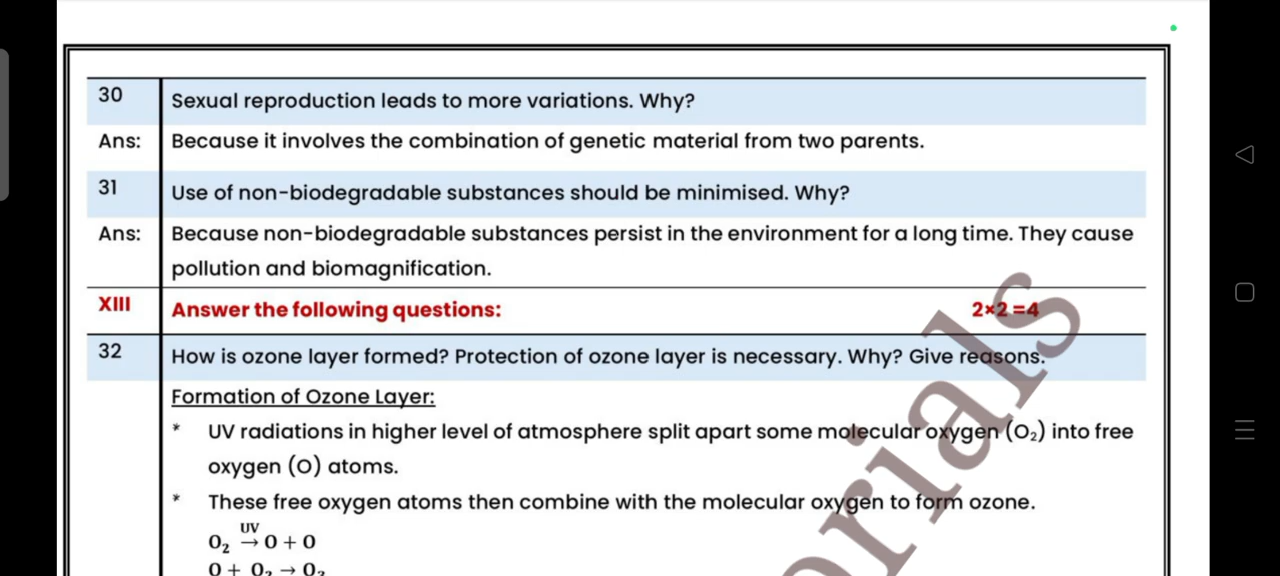 30 Sexual reproduction leads to more variations. Why?
Ans: Because it involves the combination of genetic material from two parents.
31 Use of non-biodegradable substances should be minimised. Why?
Ans: Because non-biodegradable substances persist in the environment for a long time. They cause
pollution and biomagnification.
XIII Answer the following questions: 2×2=4
32 How is ozone layer formed? Protection of ozone layer is necessary. Why? Give reasons.
Formation of Ozone Layer:
* UV radiations in higher level of atmosphere split apart some molecular oxygen (O₂) into free
oxygen (O) atoms.
* These free oxygen atoms then combine with the molecular oxygen to form ozone.
UV
O₂ → O + O
O + O₂ → O₃
orials